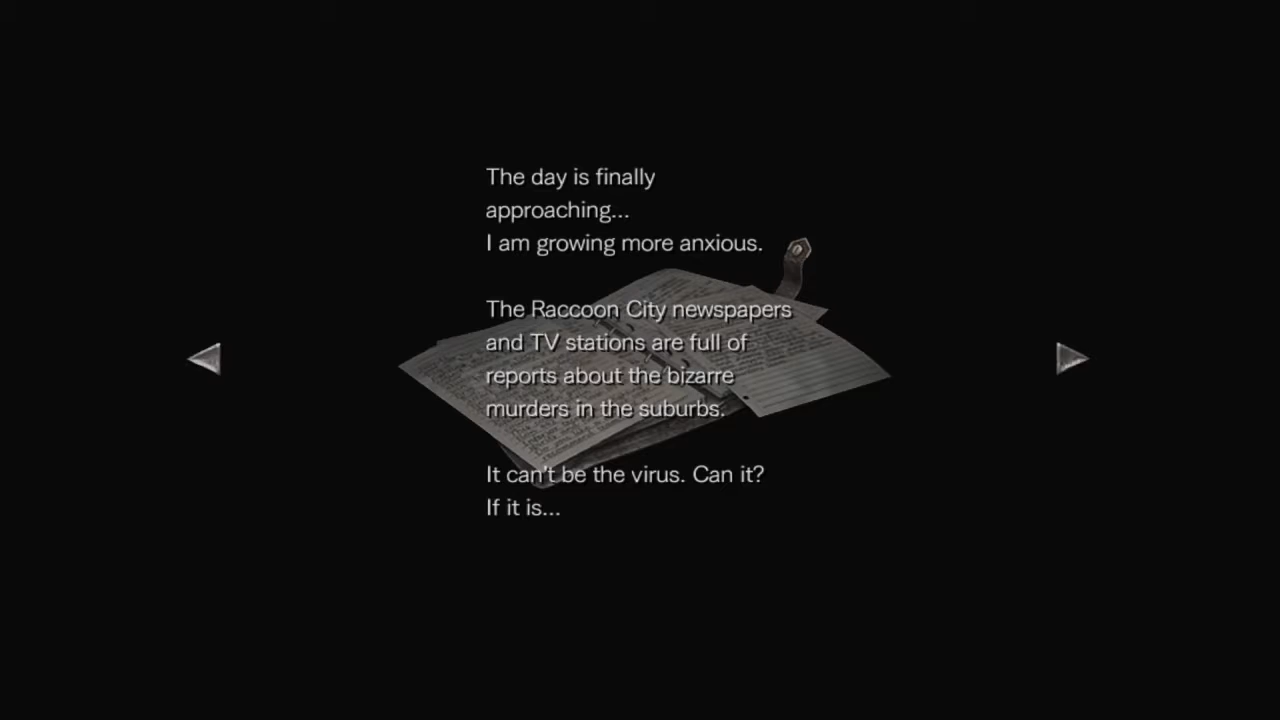 The day is finally
approaching...
I am growing more anxious.
The Raccoon City newspapers
and TV stations are full of
reports about the bizarre
murders in the suburbs.
It can't be the virus. Can it?
If it is...